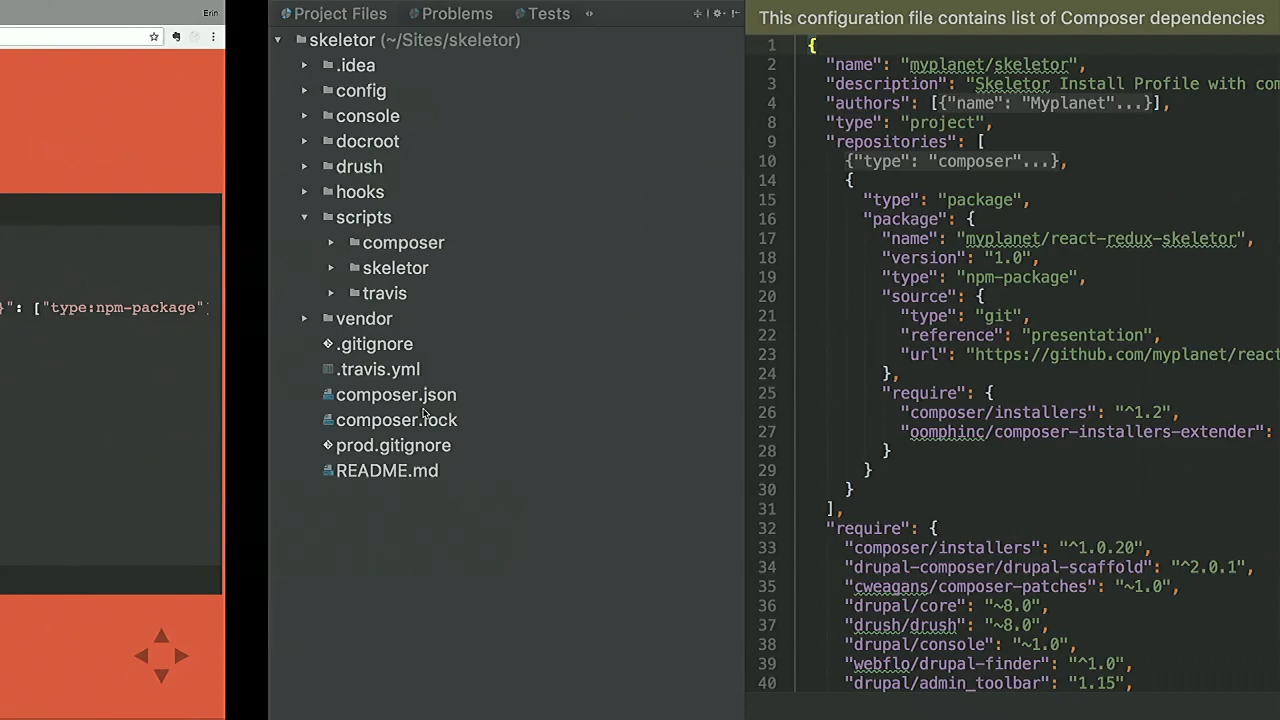 Erin
}": ["type:npm-package"
Project Files Problems Tests
skeletor (~/Sites/skeletor)
.idea
config
console
docroot
drush
hooks
scripts
composer
skeletor
travis
vendor
.gitignore
.travis.yml
composer.json
composer.lock
prod.gitignore
README.md
This configuration file contains list of Composer dependencies
1 {
2 "name": "myplanet/skeletor",
3 "description": "Skeletor Install Profile with com
4 "authors": [{"name": "Myplanet"...}],
8 "type": "project",
9 "repositories": [
10 {"type": "composer"...},
14 {
15 "type": "package",
16 "package": {
17 "name": "myplanet/react-redux-skeletor",
18 "version": "1.0",
19 "type": "npm-package",
20 "source": {
21 "type": "git",
22 "reference": "presentation",
23 "url": "https://github.com/myplanet/reac
24 },
25 "require": {
26 "composer/installers": "^1.2",
27 "oomphinc/composer-installers-extender":
28 }
29 }
30 }
31 ],
32 "require": {
33 "composer/installers": "^1.0.20",
34 "drupal-composer/drupal-scaffold": "^2.0.1",
35 "cweagans/composer-patches": "~1.0",
36 "drupal/core": "~8.0",
37 "drush/drush": "~8.0",
38 "drupal/console": "~1.0",
39 "webflo/drupal-finder": "^1.0",
40 "drupal/admin_toolbar": "1.15",